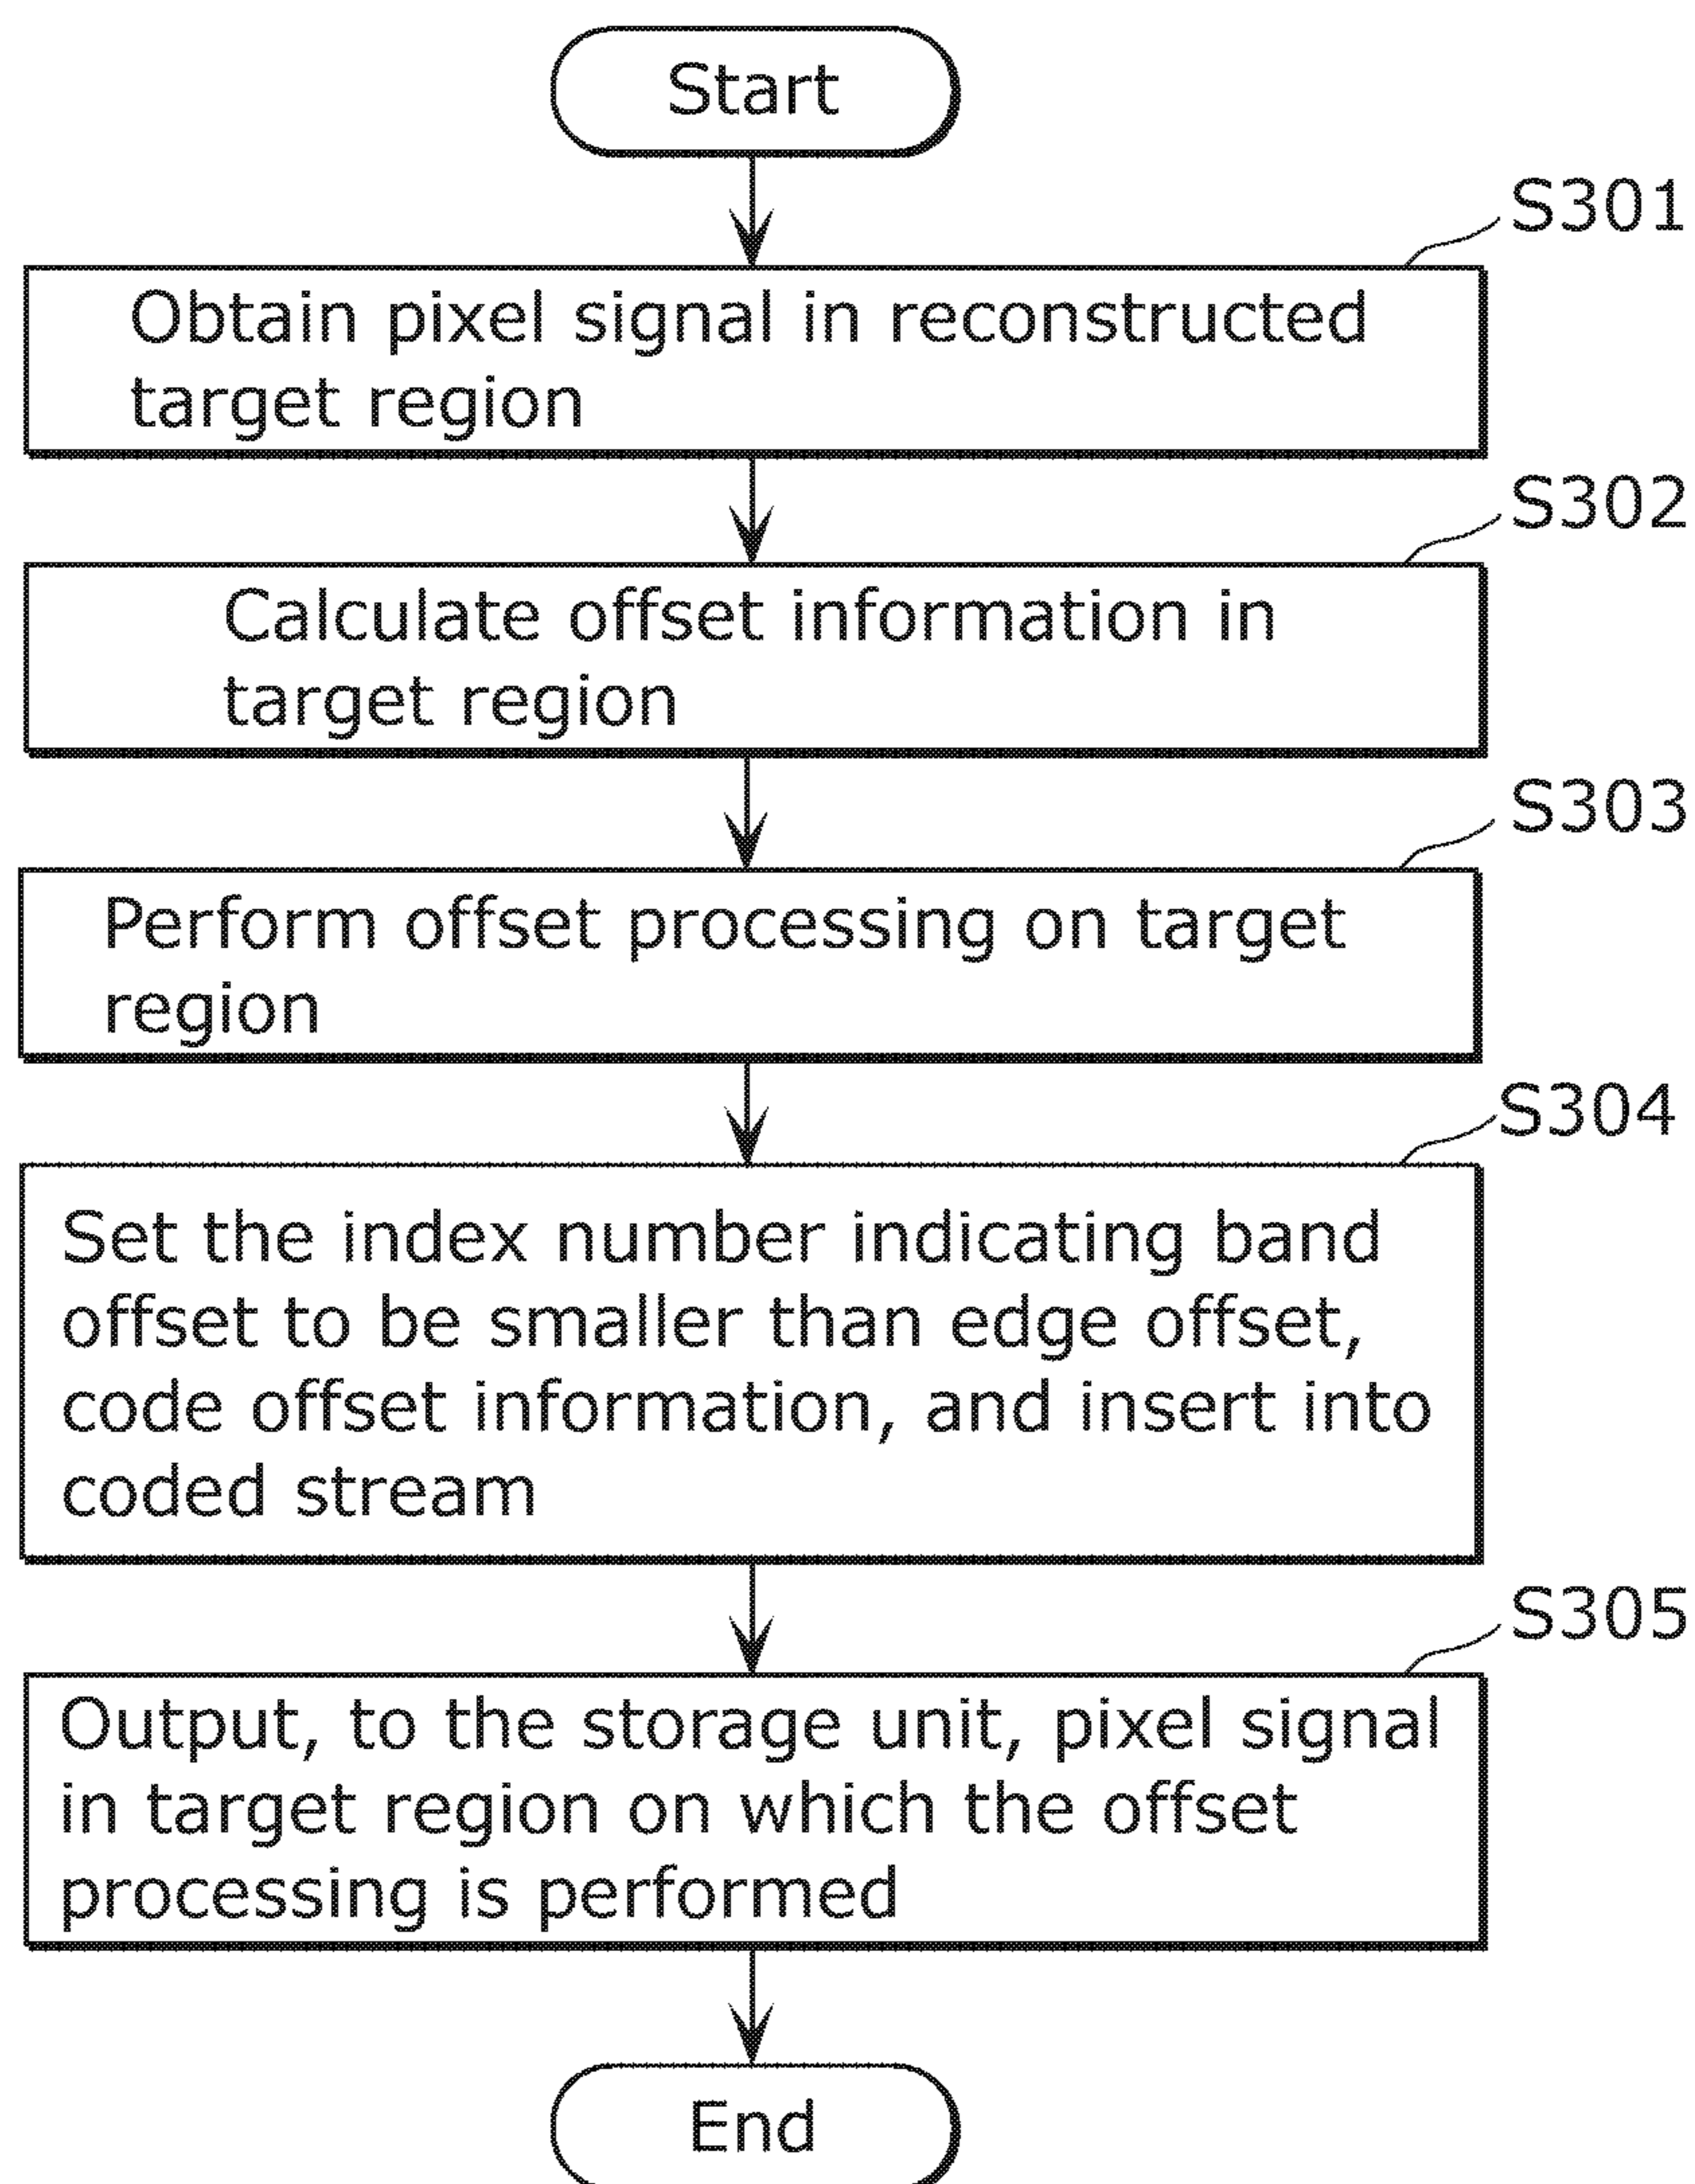 Start
S301
Obtain pixel signal in reconstructed
target region
S302
Calculate offset information in
target region
S303
Perform offset processing on target
region
S304
Set the index number indicating band
offset to be smaller than edge offset,
code offset information, and insert into
coded stream
S305
Output, to the storage unit, pixel signal
in target region on which the offset
processing is performed
End